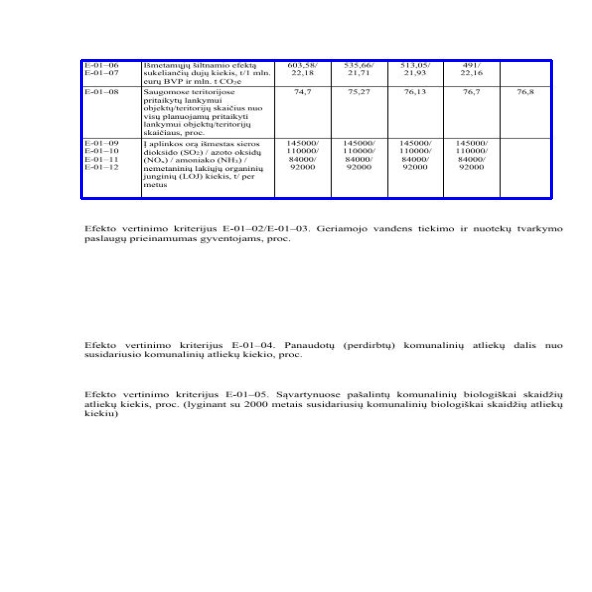 E-01–06 Išmetamųjų šiltnamio efektą 603,58/ 535,66/ 513,05/ 491/
E-01–07 sukeliančių dujų kiekis, t/1 mln. 22,18 21,71 21,93 22,16
eurų BVP ir mln. t CO₂e
E-01–08 Saugomose teritorijose 74,7 75,27 76,13 76,7 76,8
pritaikytų lankymui
objektų/teritorijų skaičius nuo
visų planuojamų pritaikyti
lankymui objektų/teritorijų
skaičiaus, proc.
E-01–09 Į aplinkos orą išmestas sieros 145000/ 145000/ 145000/ 145000/
E-01–10 dioksido (SO₂) / azoto oksidų 110000/ 110000/ 110000/ 110000/
E-01–11 (NOₓ) / amoniako (NH₃) / 84000/ 84000/ 84000/ 84000/
E-01–12 nemetaninių lakiųjų organinių 92000 92000 92000 92000
junginių (LOJ) kiekis, t/ per
metus
Efekto vertinimo kriterijus E-01–02/E-01–03. Geriamojo vandens tiekimo ir nuotekų tvarkymo
paslaugų prieinamumas gyventojams, proc.
Efekto vertinimo kriterijus E-01–04. Panaudotų (perdirbtų) komunalinių atliekų dalis nuo
susidariusio komunalinių atliekų kiekio, proc.
Efekto vertinimo kriterijus E-01–05. Sąvartynuose pašalintų komunalinių biologiškai skaidžių
atliekų kiekis, proc. (lyginant su 2000 metais susidariusių komunalinių biologiškai skaidžių atliekų
kiekiu)